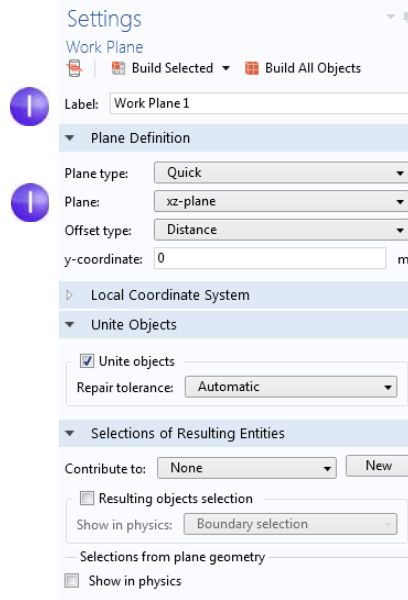 Settings
Work Plane
Build Selected Build All Objects
I Label: Work Plane 1
Plane Definition
Plane type: Quick
I Plane: xz-plane
Offset type: Distance
y-coordinate: 0 m
Local Coordinate System
Unite Objects
Unite objects
Repair tolerance: Automatic
Selections of Resulting Entities
Contribute to: None New
Resulting objects selection
Show in physics: Boundary selection
Selections from plane geometry
Show in physics